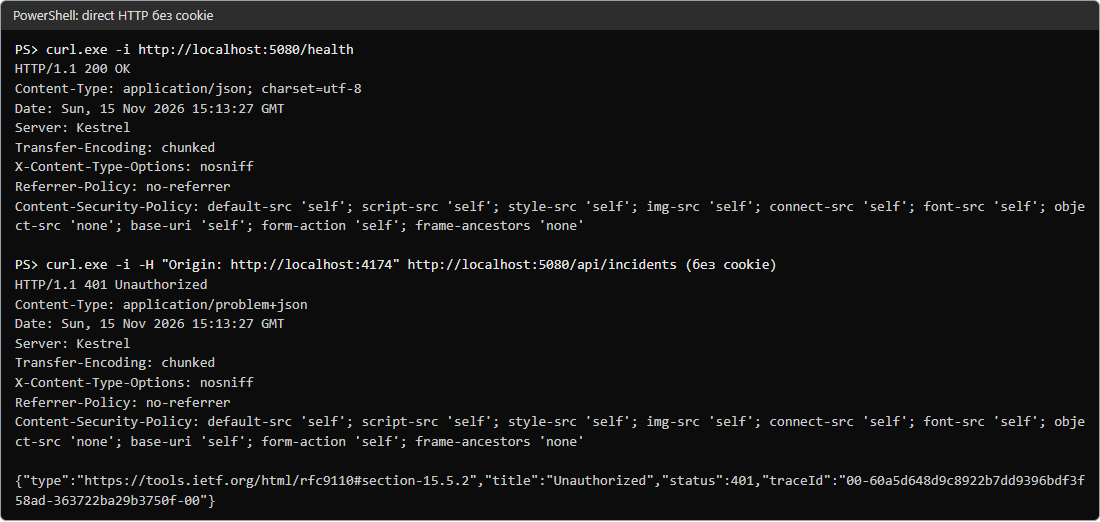 PowerShell: direct HTTP без cookie
PS> curl.exe -i http://localhost:5080/health
HTTP/1.1 200 OK
Content-Type: application/json; charset=utf-8
Date: Sun, 15 Nov 2026 15:13:27 GMT
Server: Kestrel
Transfer-Encoding: chunked
X-Content-Type-Options: nosniff
Referrer-Policy: no-referrer
Content-Security-Policy: default-src 'self'; script-src 'self'; style-src 'self'; img-src 'self'; connect-src 'self'; font-src 'self'; obje
ct-src 'none'; base-uri 'self'; form-action 'self'; frame-ancestors 'none'
PS> curl.exe -i -H "Origin: http://localhost:4174" http://localhost:5080/api/incidents (без cookie)
HTTP/1.1 401 Unauthorized
Content-Type: application/problem+json
Date: Sun, 15 Nov 2026 15:13:27 GMT
Server: Kestrel
Transfer-Encoding: chunked
X-Content-Type-Options: nosniff
Referrer-Policy: no-referrer
Content-Security-Policy: default-src 'self'; script-src 'self'; style-src 'self'; img-src 'self'; connect-src 'self'; font-src 'self'; obje
ct-src 'none'; base-uri 'self'; form-action 'self'; frame-ancestors 'none'
{"type":"https://tools.ietf.org/html/rfc9110#section-15.5.2","title":"Unauthorized","status":401,"traceId":"00-60a5d648d9c8922b7dd9396bdf3f
58ad-363722ba29b3750f-00"}